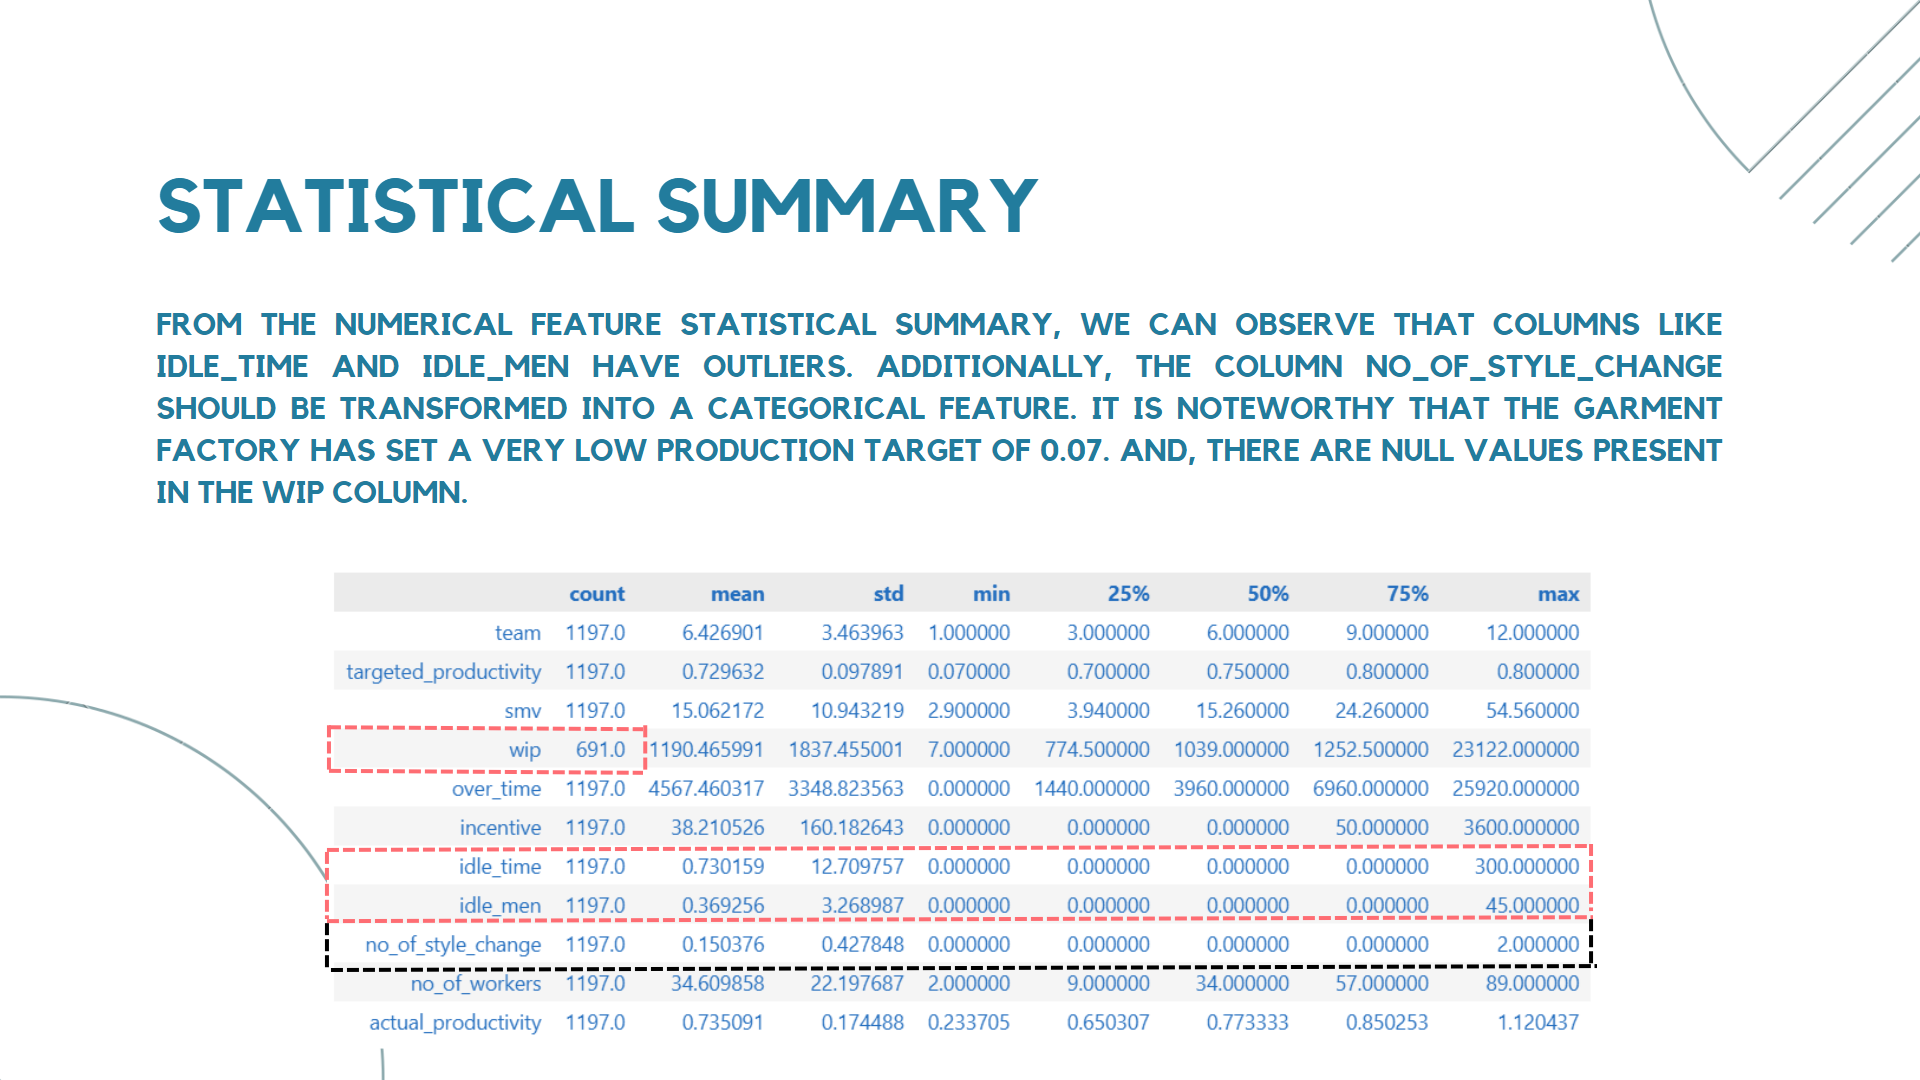 STATISTICAL SUMMARY
FROM THE NUMERICAL FEATURE STATISTICAL SUMMARY, WE CAN OBSERVE THAT COLUMNS LIKE
IDLE_TIME AND IDLE_MEN HAVE OUTLIERS. ADDITIONALLY, THE COLUMN NO_OF_STYLE_CHANGE
SHOULD BE TRANSFORMED INTO A CATEGORICAL FEATURE. IT IS NOTEWORTHY THAT THE GARMENT
FACTORY HAS SET A VERY LOW PRODUCTION TARGET OF 0.07. AND, THERE ARE NULL VALUES PRESENT
IN THE WIP COLUMN.
count mean std min 25% 50% 75% max
team 1197.0 6.426901 3.463963 1.000000 3.000000 6.000000 9.000000 12.000000
targeted_productivity 1197.0 0.729632 0.097891 0.070000 0.700000 0.750000 0.800000 0.800000
smv 1197.0 15.062172 10.943219 2.900000 3.940000 15.260000 24.260000 54.560000
wip 691.0 1190.465991 1837.455001 7.000000 774.500000 1039.000000 1252.500000 23122.000000
over_time 1197.0 4567.460317 3348.823563 0.000000 1440.000000 3960.000000 6960.000000 25920.000000
incentive 1197.0 38.210526 160.182643 0.000000 0.000000 0.000000 50.000000 3600.000000
idle_time 1197.0 0.730159 12.709757 0.000000 0.000000 0.000000 0.000000 300.000000
idle_men 1197.0 0.369256 3.268987 0.000000 0.000000 0.000000 0.000000 45.000000
no_of_style_change 1197.0 0.150376 0.427848 0.000000 0.000000 0.000000 0.000000 2.000000
no_of_workers 1197.0 34.609858 22.197687 2.000000 9.000000 34.000000 57.000000 89.000000
actual_productivity 1197.0 0.735091 0.174488 0.233705 0.650307 0.773333 0.850253 1.120437